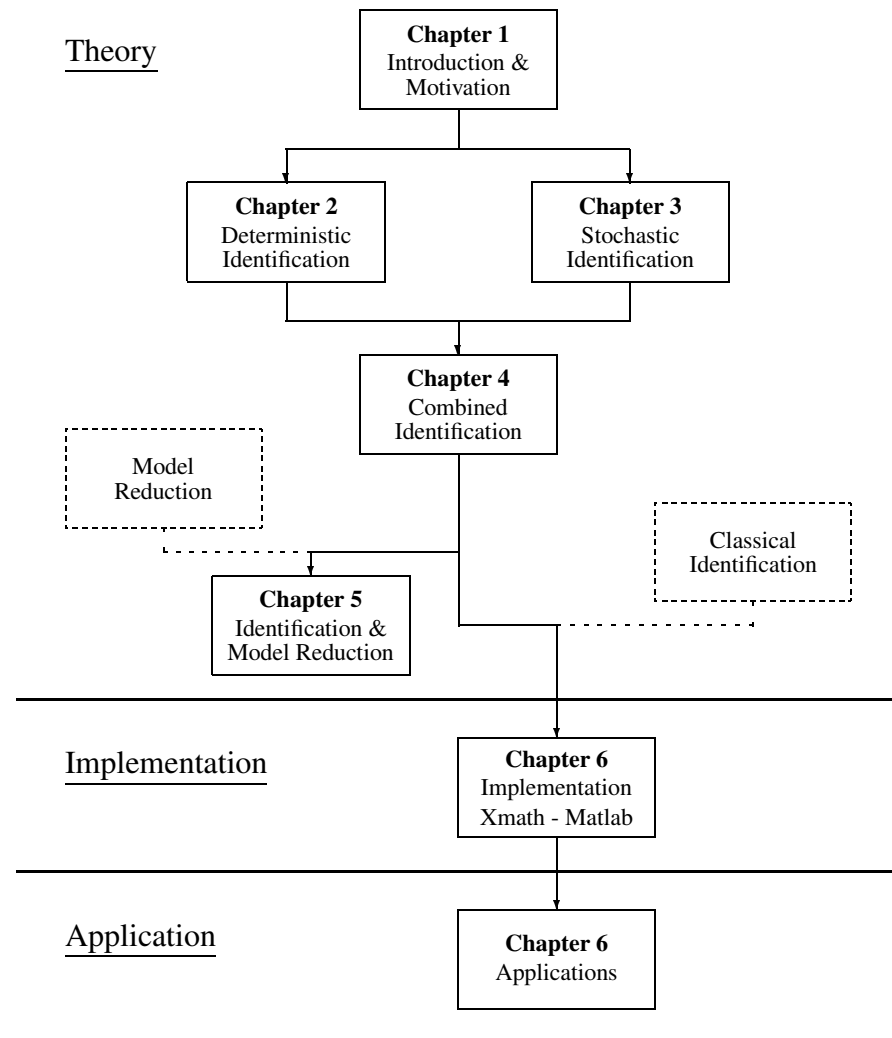 Theory
Chapter 1
Introduction &
Motivation
Chapter 2
Deterministic
Identification
Chapter 3
Stochastic
Identification
Chapter 4
Combined
Identification
Model
Reduction
Classical
Identification
Chapter 5
Identification &
Model Reduction
Implementation
Chapter 6
Implementation
Xmath - Matlab
Application
Chapter 6
Applications